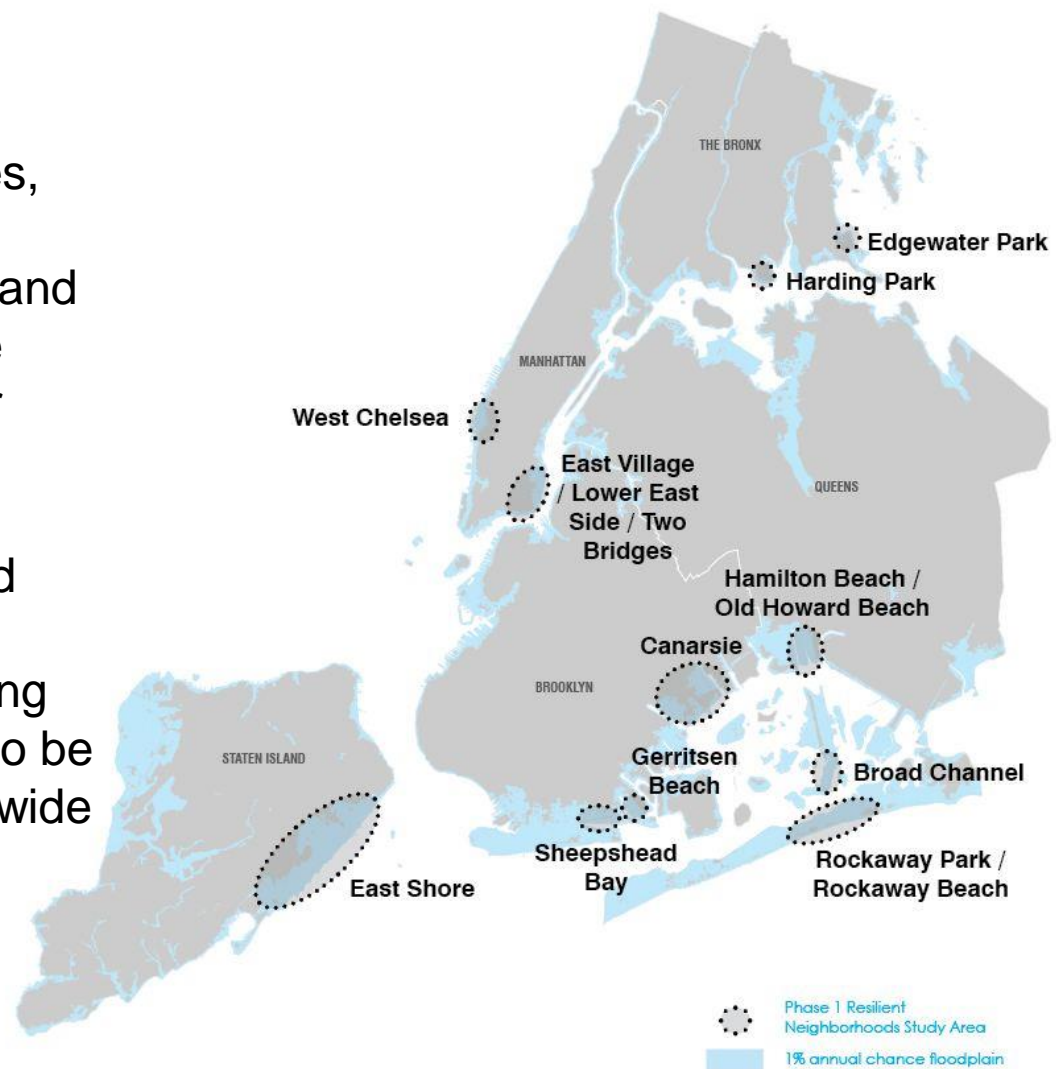 es,
and
e
r
d
ng
o be
wide
THE BRONX
Edgewater Park
Harding Park
MANHATTAN
West Chelsea
East Village
/ Lower East
Side / Two
Bridges
QUEENS
Hamilton Beach /
Old Howard Beach
Canarsie
BROOKLYN
STATEN ISLAND
Gerritsen
Beach
Broad Channel
Sheepshead
Bay
Rockaway Park /
Rockaway Beach
East Shore
Phase 1 Resilient
Neighborhoods Study Area
1% annual chance floodplain